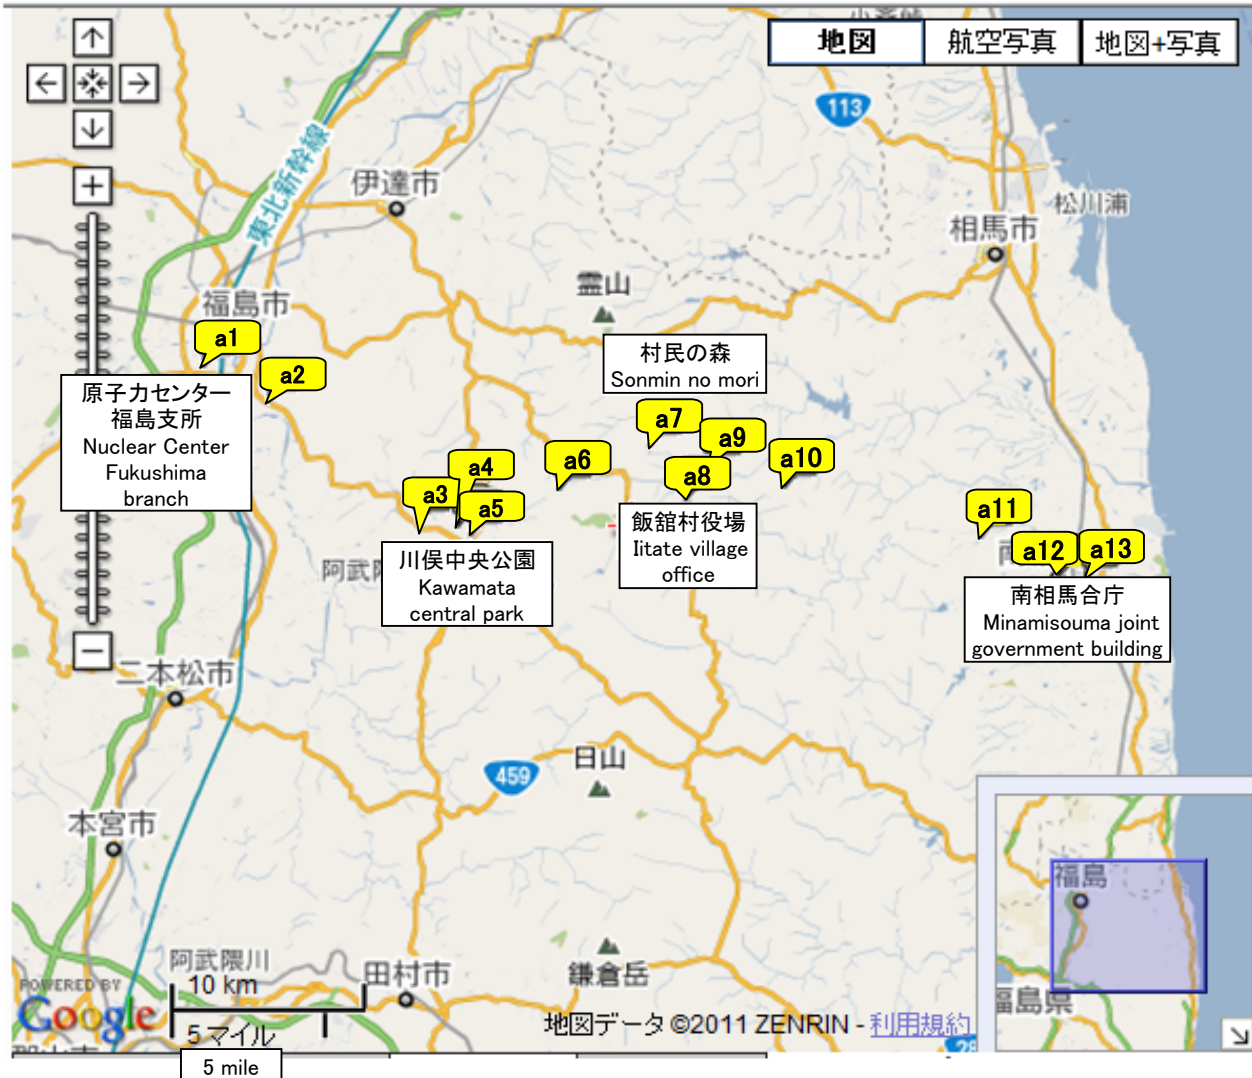 地図
航空写真
地図+写真
113
東北新幹線
伊達市
松川浦
相馬市
霊山
福島市
a1
村民の森
Sonmin no mori
a2
原子力センター
福島支所
Nuclear Center
Fukushima
branch
a7
a9
a4
a6
a10
a8
a3
a5
a11
飯舘村役場
Iitate village
office
a12
a13
川俣中央公園
Kawamata
central park
阿武
南相馬合庁
Minamisouma joint
government building
二本松市
日山
459
本宮市
福島
阿武隈川
田村市
鎌倉岳
福島県
10 km
POWERED BY
Google
5 マイル
地図データ ©2011 ZENRIN - 利用規約
5 mile